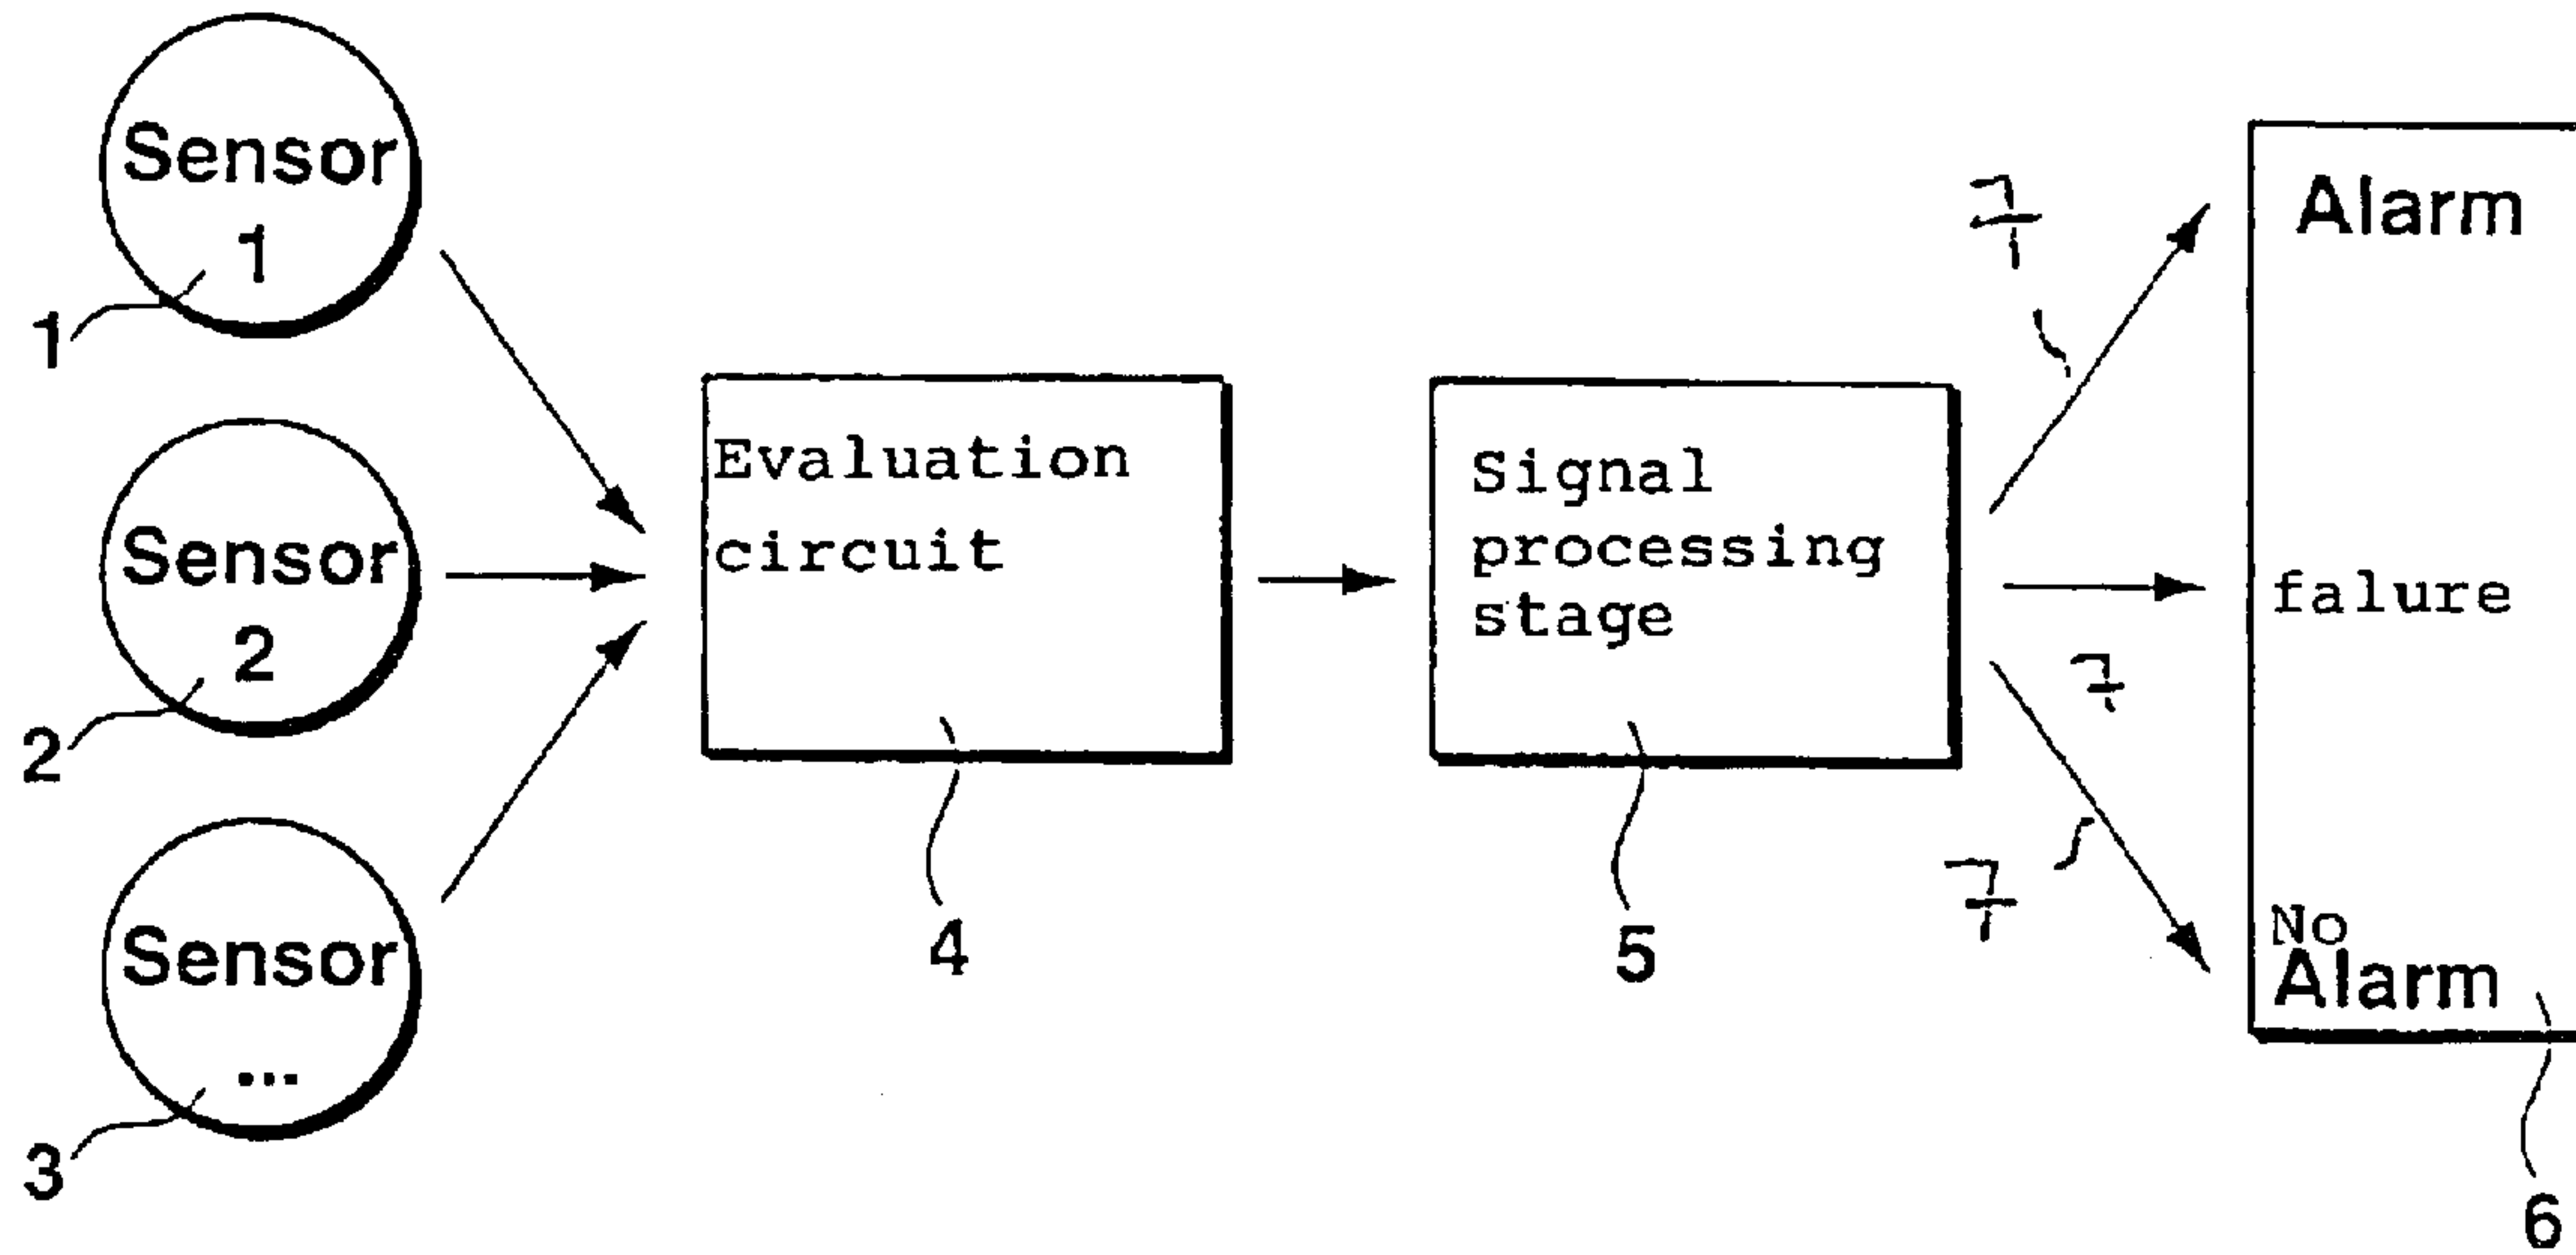 Sensor
1
1
Sensor
2
2
Sensor
...
3
Evaluation
circuit
4
Signal
processing
stage
5
7
7
7
Alarm
falure
No
Alarm
6